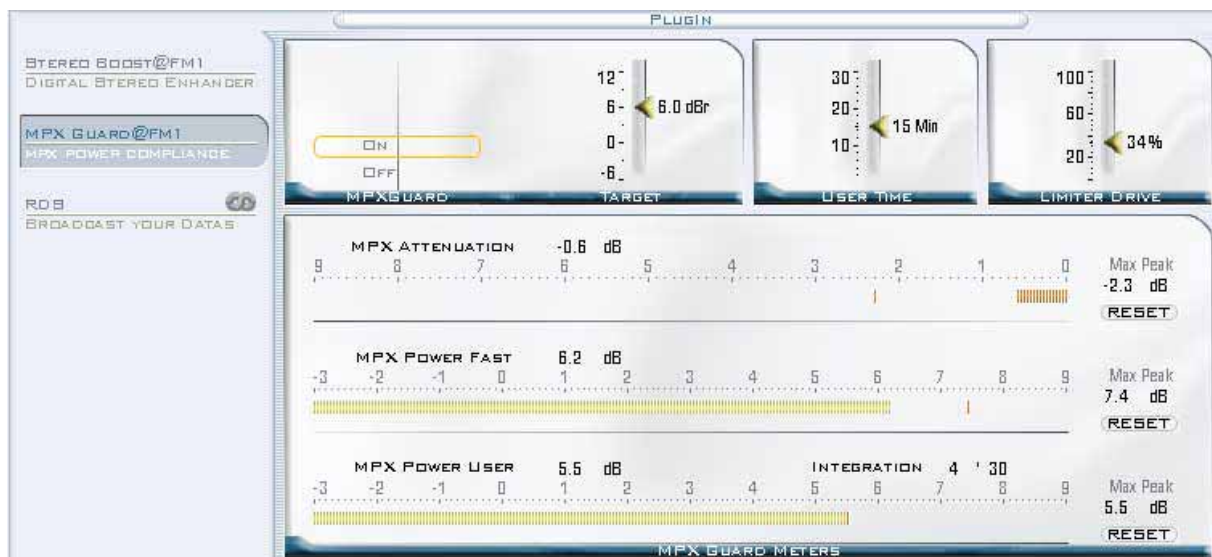 PLUGIN
STEREO BOOST@FM1
DIGITAL STEREO ENHANCER
MPX GUARD@FM1
MPX POWER COMPLIANCE
RDS
BROADCAST YOUR DATAS
ON
OFF
MPXGUARD
12
6
0
-6
6.0 dBr
TARGET
30
20
10
15 Min
USER TIME
100
60
20
34%
LIMITER DRIVE
MPX ATTENUATION -0.6 dB
9 8 7 6 5 4 3 2 1 0
Max Peak
-2.3 dB
RESET
MPX POWER FAST 6.2 dB
-3 -2 -1 0 1 2 3 4 5 6 7 8 9
Max Peak
7.4 dB
RESET
MPX POWER USER 5.5 dB INTEGRATION 4 ' 30
-3 -2 -1 0 1 2 3 4 5 6 7 8 9
Max Peak
5.5 dB
RESET
MPX GUARD METERS